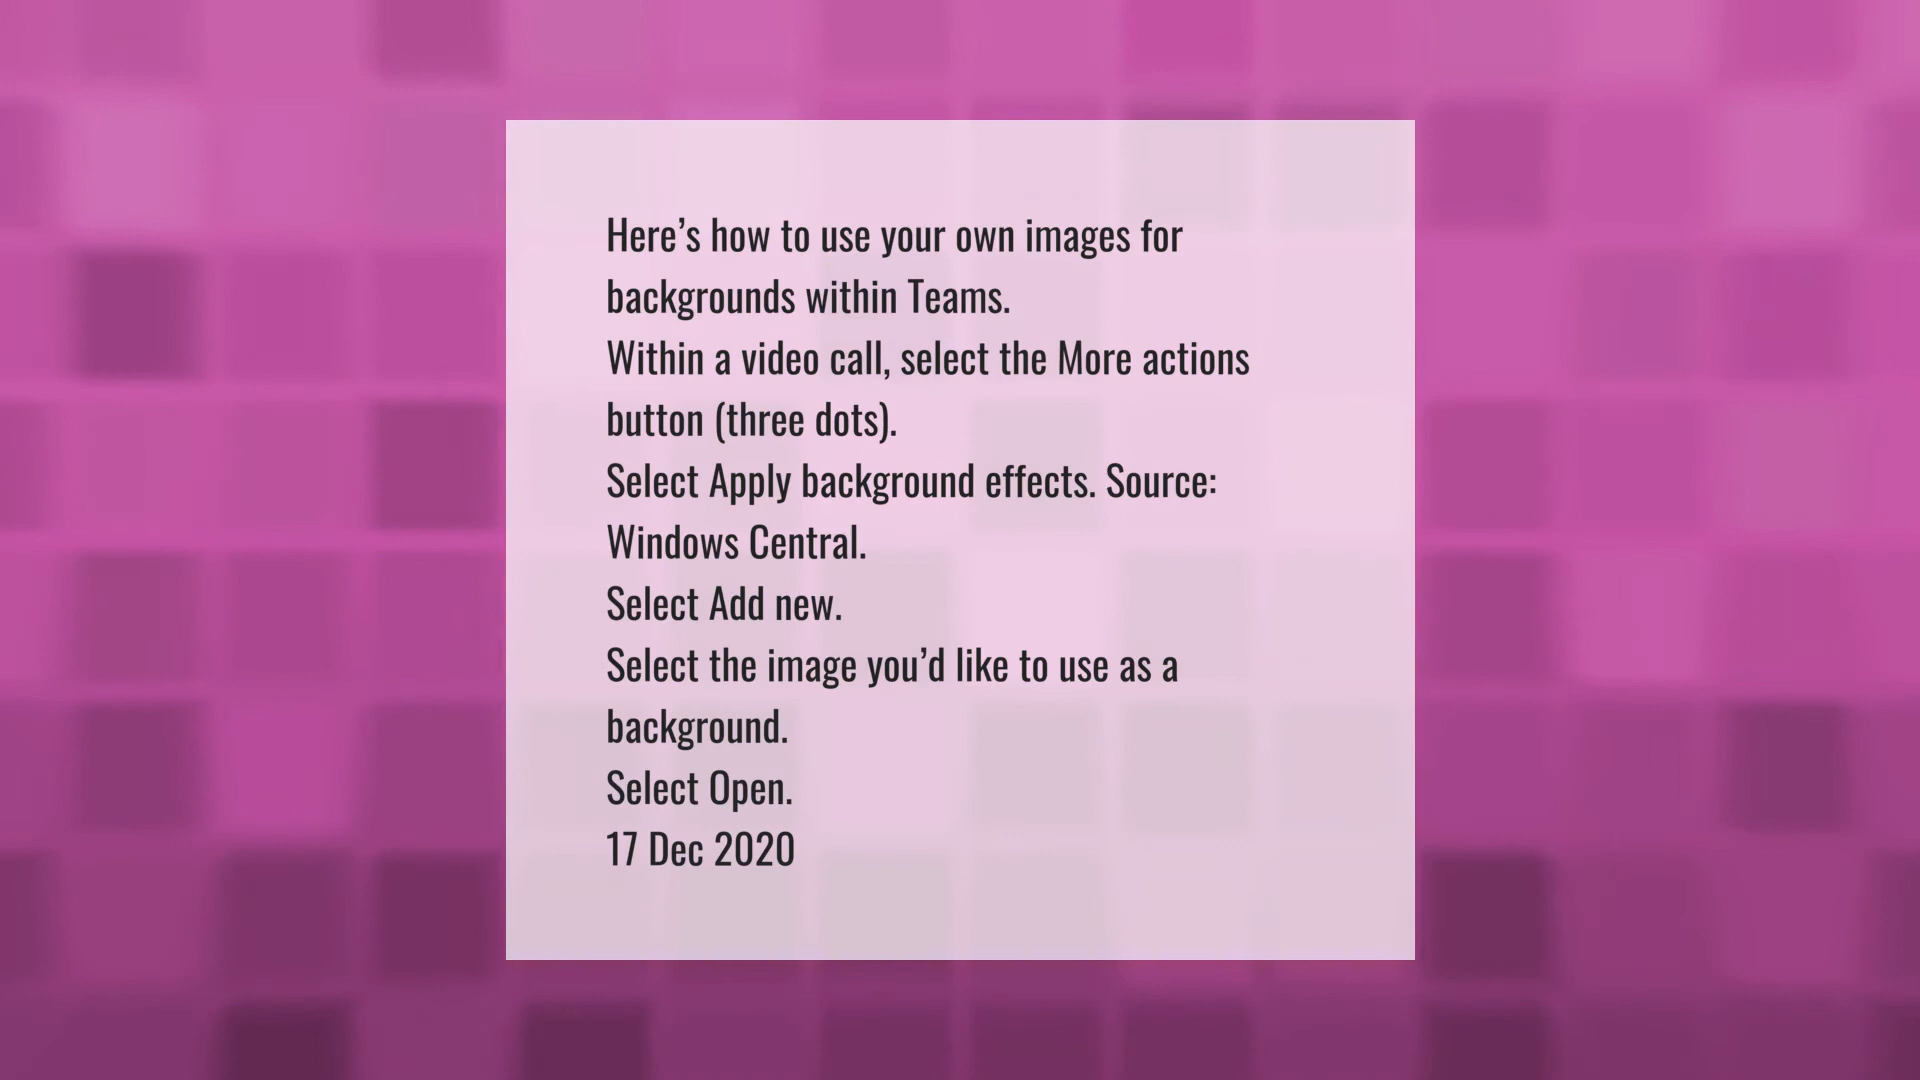 Here’s how to use your own images for
backgrounds within Teams.
Within a video call, select the More actions
button (three dots).
Select Apply background effects. Source:
Windows Central.
Select Add new.
Select the image you’d like to use as a
background.
Select Open.
17 Dec 2020